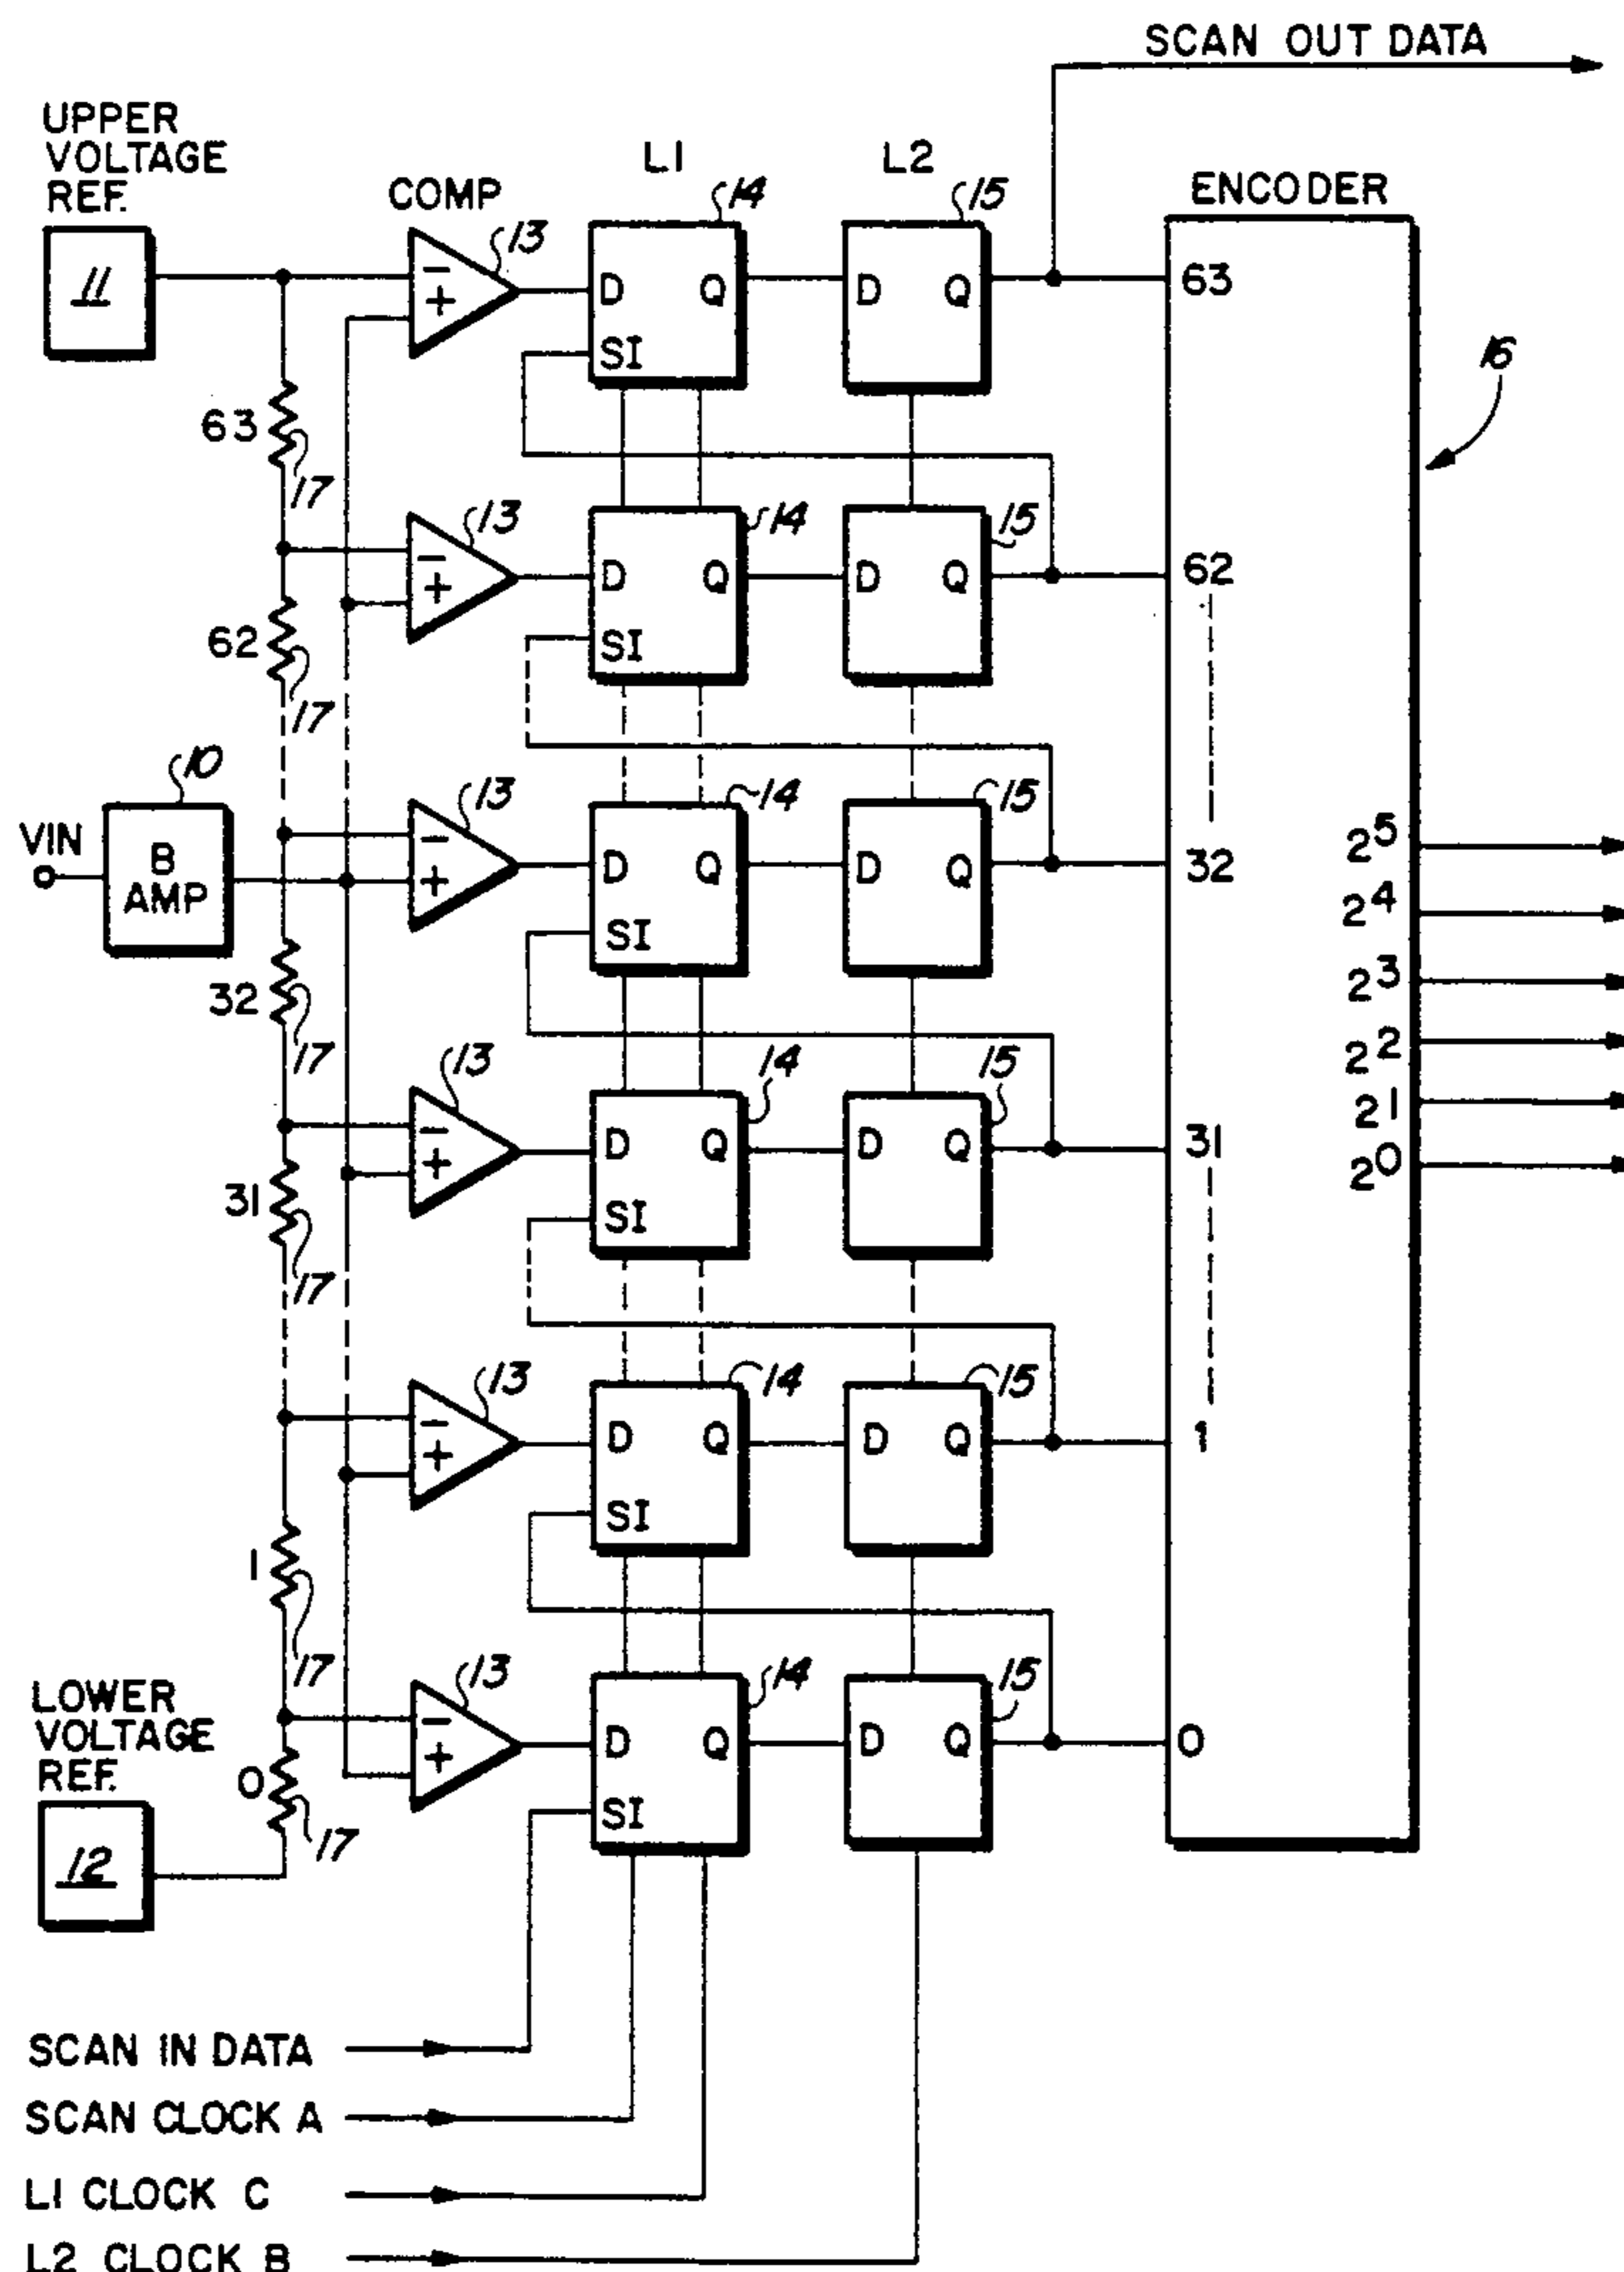 SCAN OUT DATA
UPPER
VOLTAGE
REF.
11
COMP
L1
L2
ENCODER
13
14
15
16
- + D Q SI D Q 63
63
17
13
14
15
- + D Q SI D Q 62
62
17
10
VIN
B
AMP
13
14
15
- + D Q SI D Q 32
2^5
2^4
2^3
2^2
2^1
2^0
32
17
13
14
15
- + D Q SI D Q 31
31
17
13
14
15
- + D Q SI D Q 1
1
17
LOWER
VOLTAGE
REF.
12
13
14
15
- + D Q SI D Q 0
0
17
SCAN IN DATA
SCAN CLOCK A
L1 CLOCK C
L2 CLOCK B